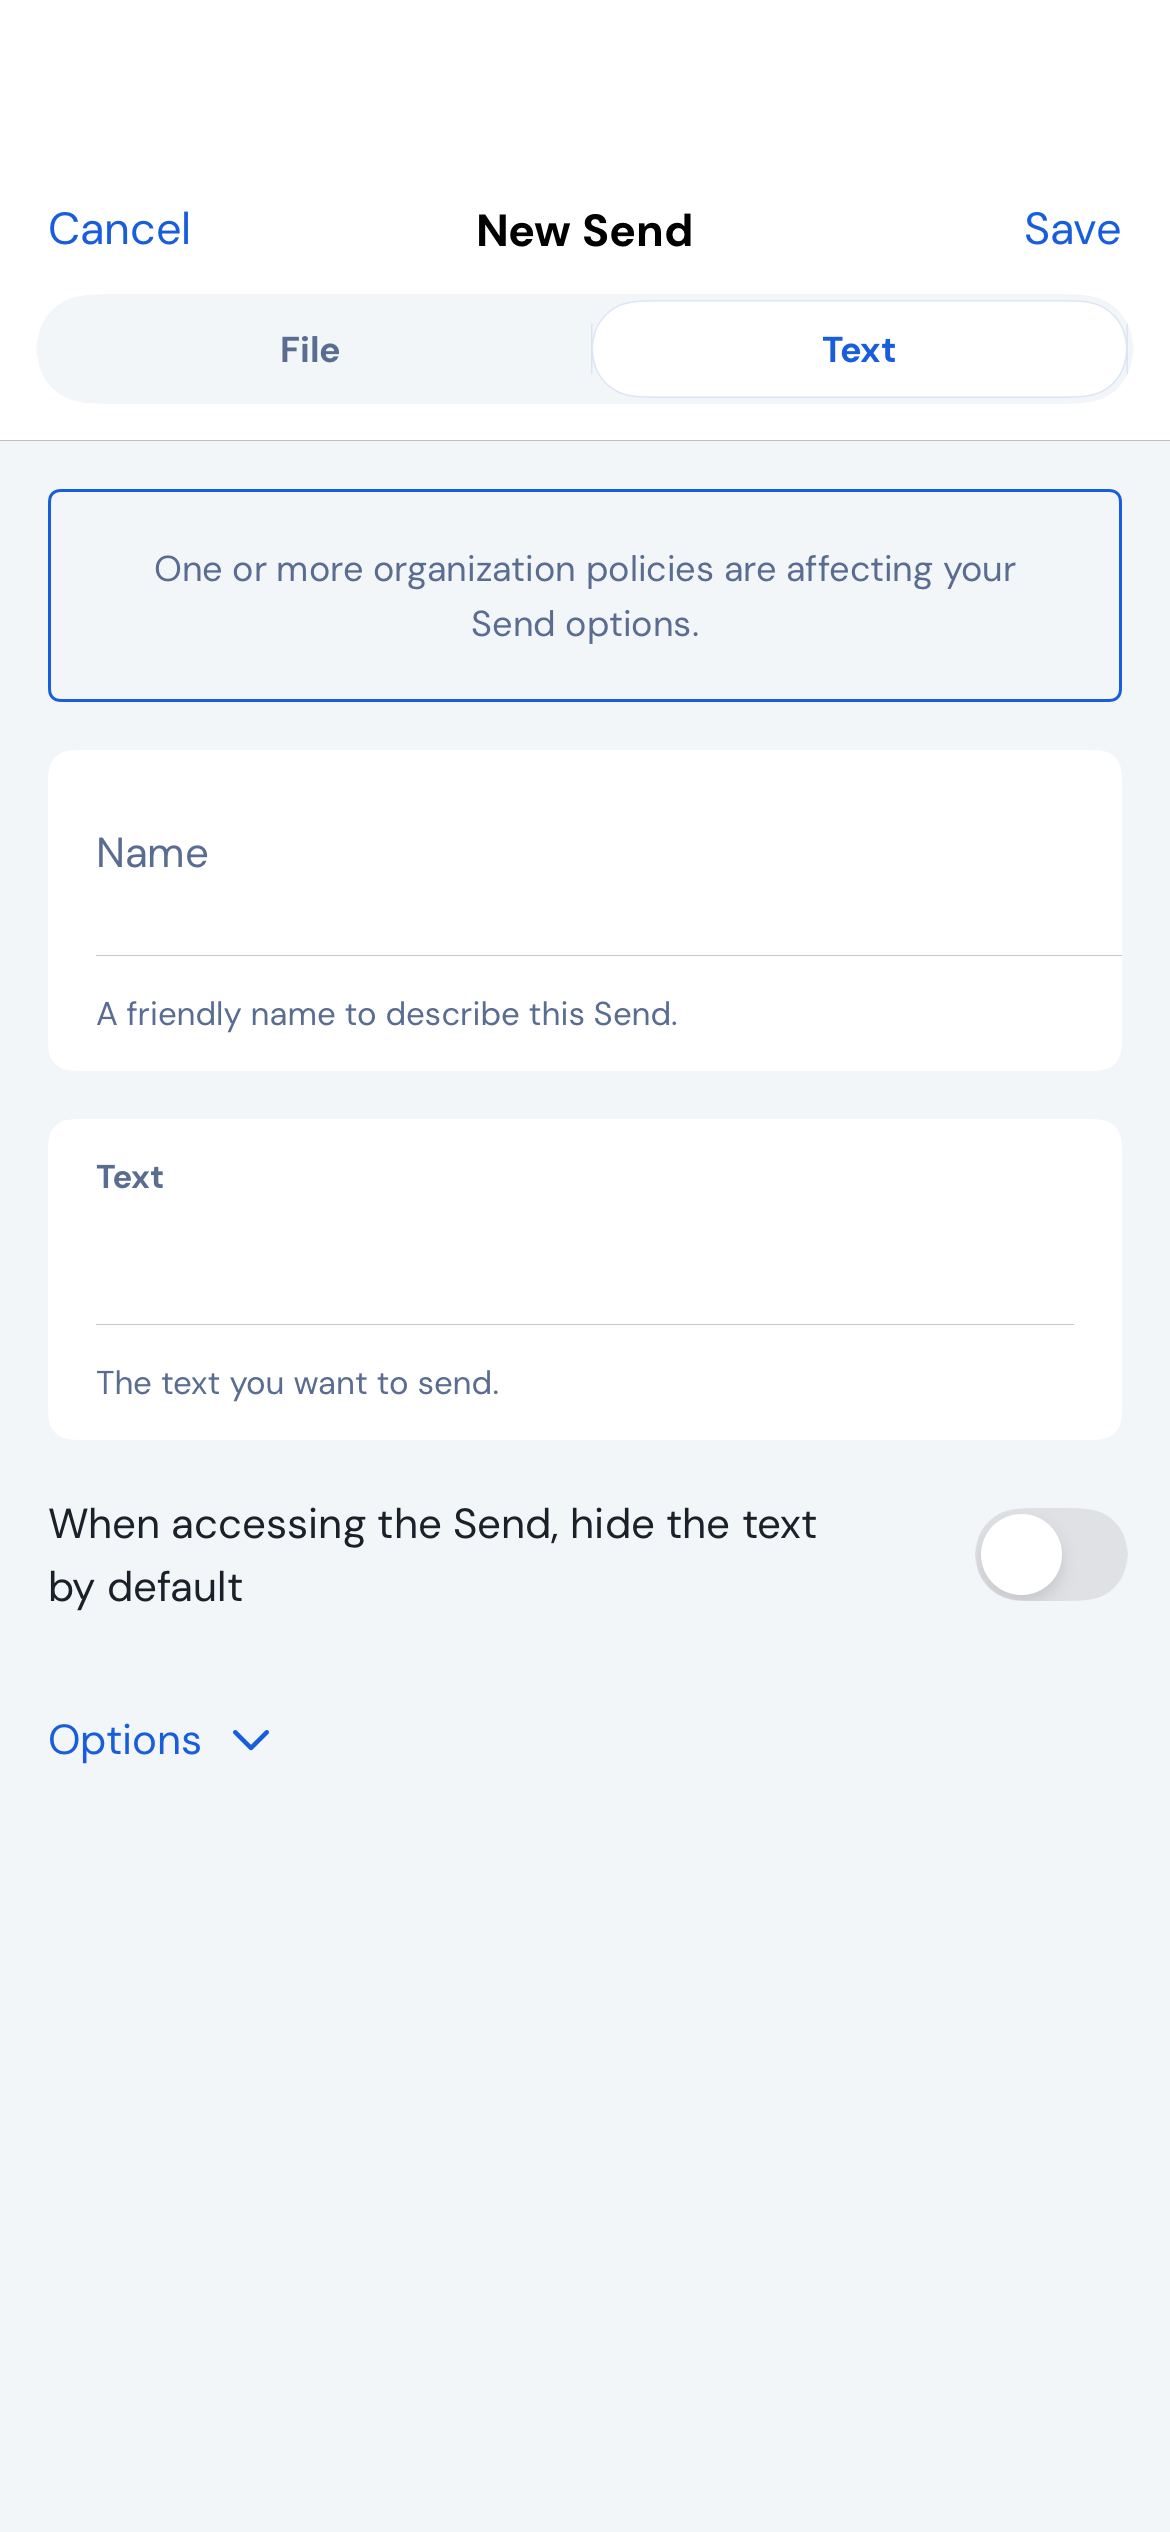 Cancel
New Send
Save
File
Text
One or more organization policies are affecting your
Send options.
Name
A friendly name to describe this Send.
Text
The text you want to send.
When accessing the Send, hide the text
by default
Options